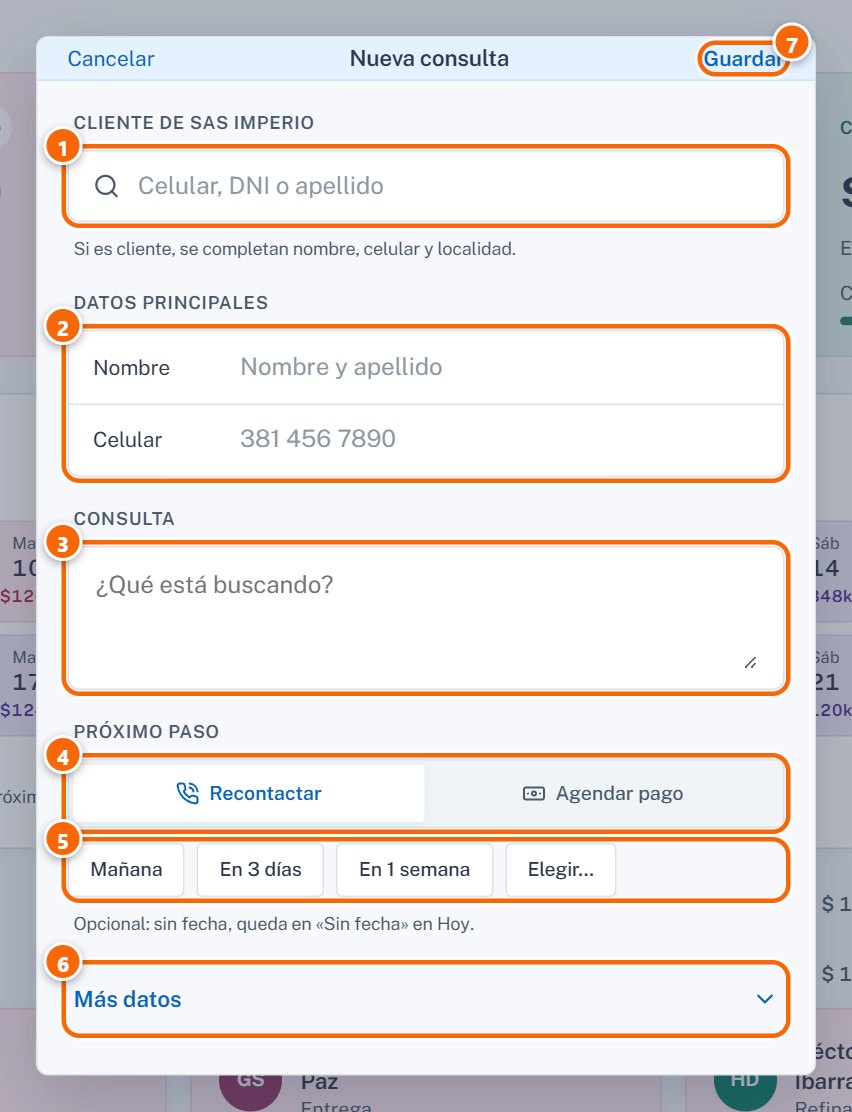 Cancelar Nueva consulta Guardar 7
CLIENTE DE SAS IMPERIO
1
Celular, DNI o apellido
Si es cliente, se completan nombre, celular y localidad.
DATOS PRINCIPALES
2
Nombre Nombre y apellido
Celular 381 456 7890
CONSULTA
3
¿Qué está buscando?
PRÓXIMO PASO
4
Recontactar Agendar pago
5
Mañana En 3 días En 1 semana Elegir...
Opcional: sin fecha, queda en «Sin fecha» en Hoy.
6
Más datos
Sáb
14
21
$ 1
$ 1
GS Paz
Entrega
HD
Ibarra